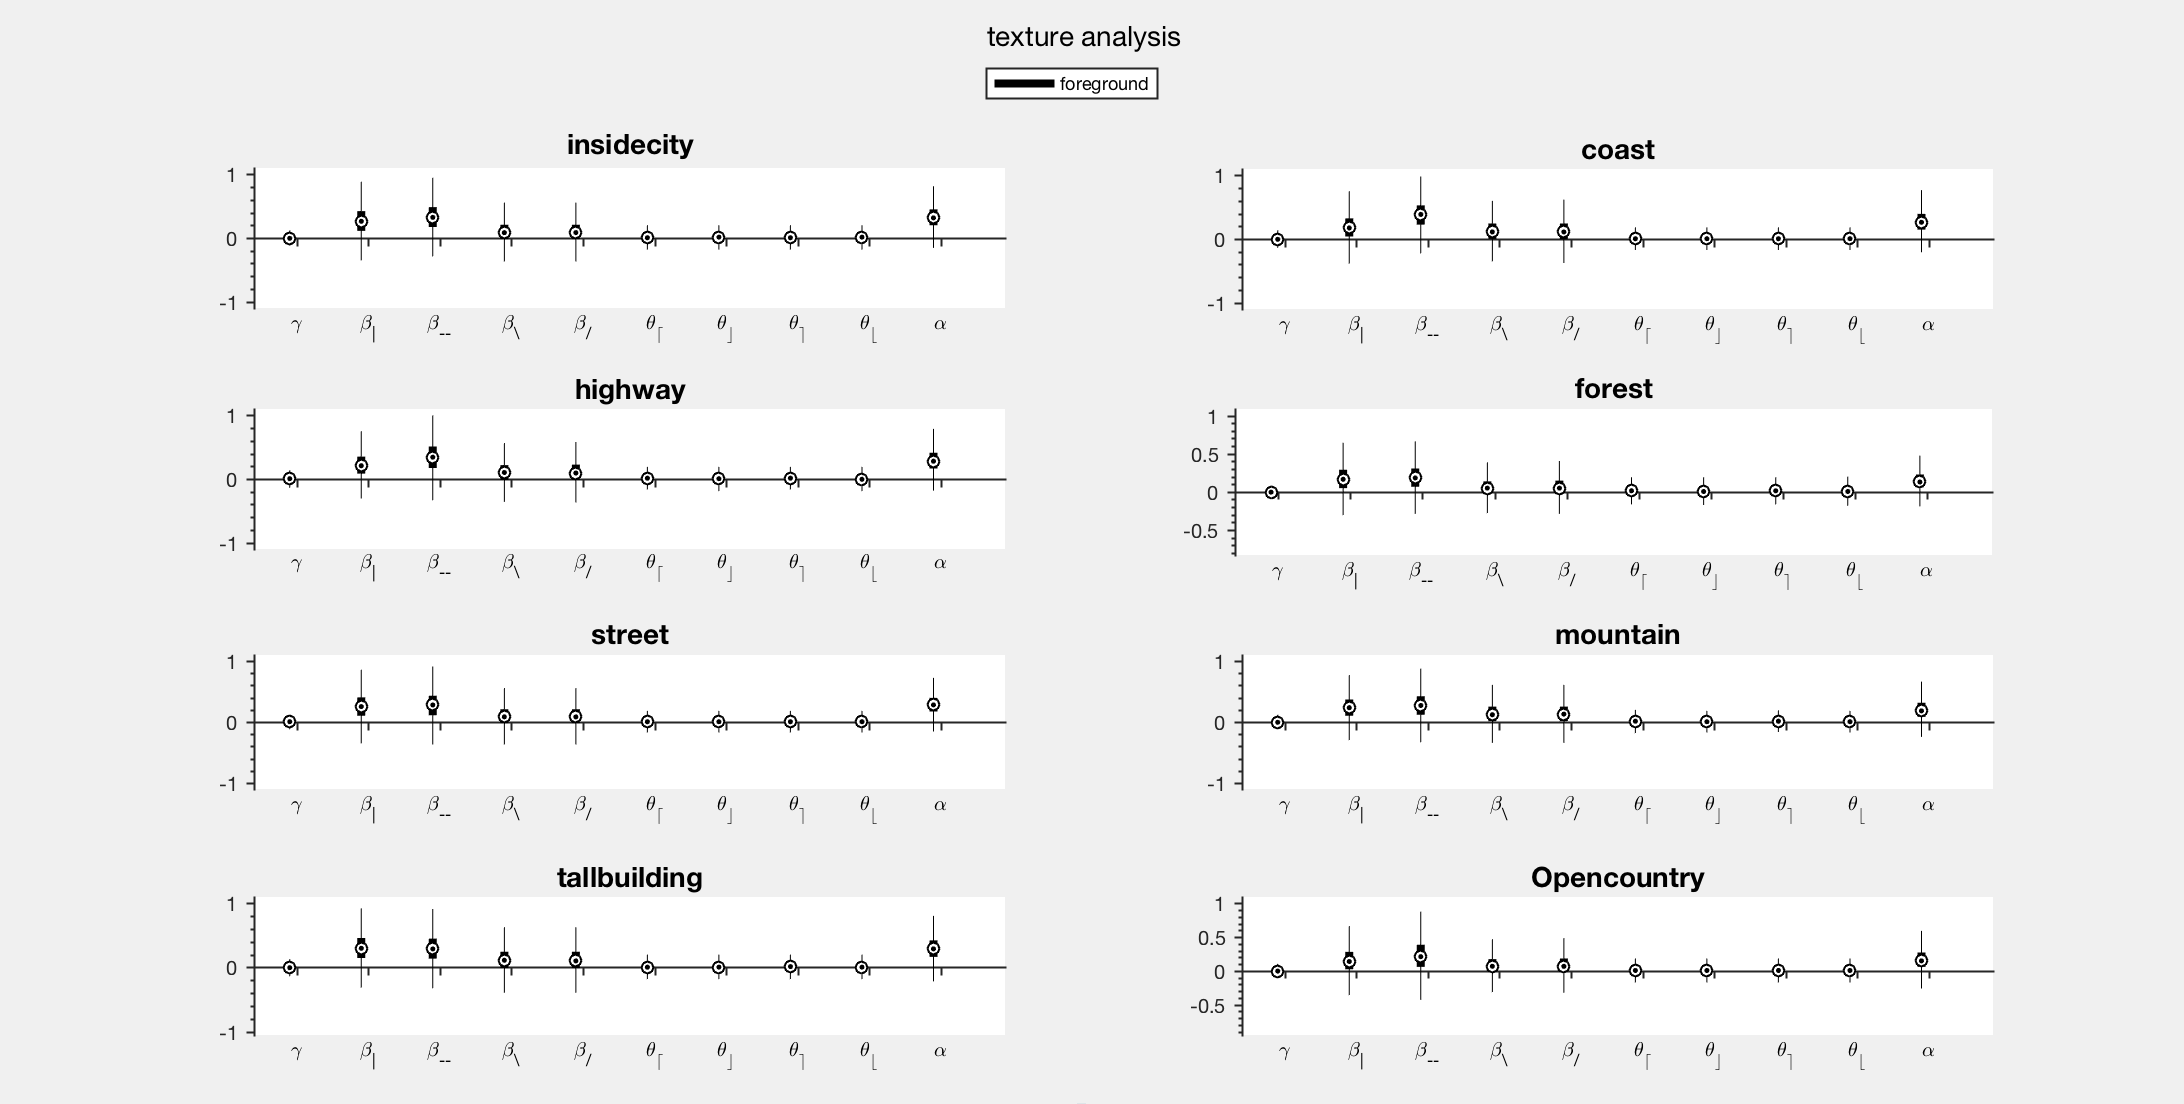 texture analysis
foreground
insidecity
1
0
-1
γ β| β-- β\ β/ θ⌈ θ⌋ θ⌉ θ⌊ α
coast
1
0
-1
γ β| β-- β\ β/ θ⌈ θ⌋ θ⌉ θ⌊ α
highway
1
0
-1
γ β| β-- β\ β/ θ⌈ θ⌋ θ⌉ θ⌊ α
forest
1
0.5
0
-0.5
γ β| β-- β\ β/ θ⌈ θ⌋ θ⌉ θ⌊ α
street
1
0
-1
γ β| β-- β\ β/ θ⌈ θ⌋ θ⌉ θ⌊ α
mountain
1
0
-1
γ β| β-- β\ β/ θ⌈ θ⌋ θ⌉ θ⌊ α
tallbuilding
1
0
-1
γ β| β-- β\ β/ θ⌈ θ⌋ θ⌉ θ⌊ α
Opencountry
1
0.5
0
-0.5
γ β| β-- β\ β/ θ⌈ θ⌋ θ⌉ θ⌊ α